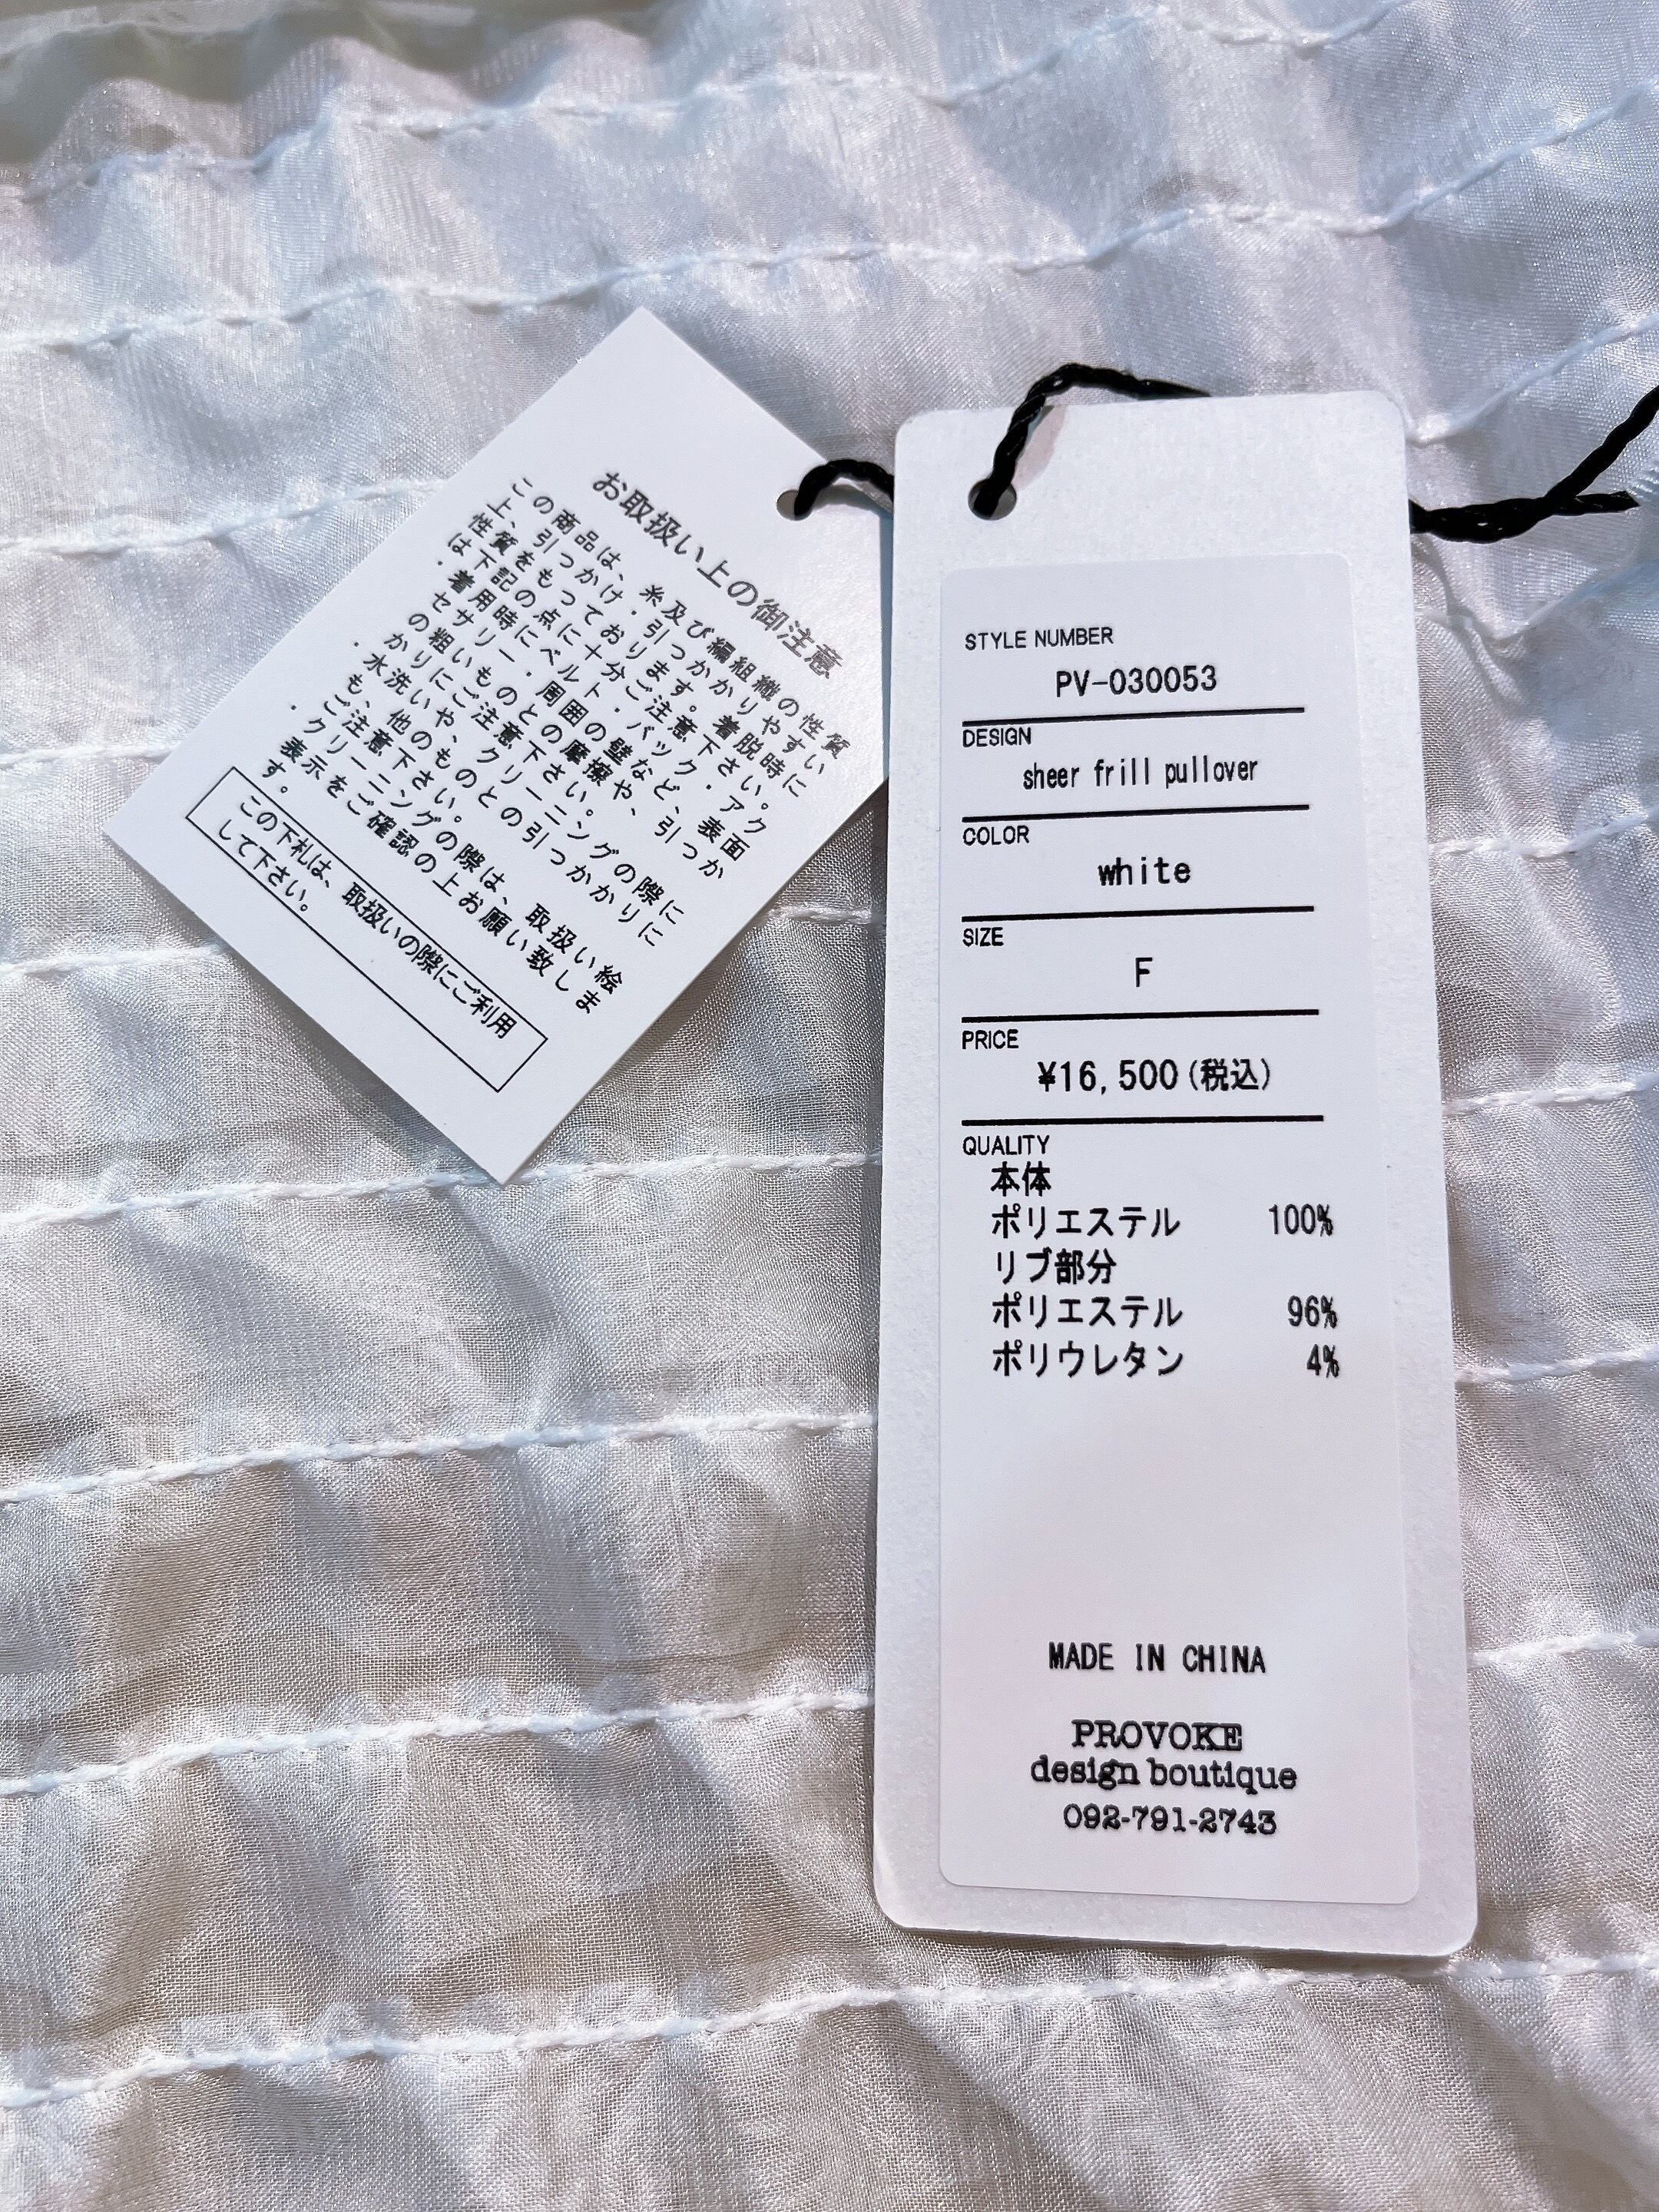 お取扱い上の御注意
この商品は、糸及び編組織の性質
上、引っかけ・引っかかりやすい
性質をもっております。着脱時に
は下記の点に十分ご注意下さい。
・着用時にベルト・バック・アク
セサリー・周囲の壁など、表面
の粗いものとの摩擦や、引っか
かりにご注意下さい。
・水洗いや、クリーニングの際に
も、他のものとの引っかかりに
ご注意下さい。
・クリーニングの際は、取扱い絵
表示をご確認の上お願い致しま
す。
この下札は、取扱いの際にご利用
して下さい。
STYLE NUMBER
PV-030053
DESIGN
sheer frill pullover
COLOR
white
SIZE
F
PRICE
¥16,500(税込)
QUALITY
本体
ポリエステル 100%
リブ部分
ポリエステル 96%
ポリウレタン 4%
MADE IN CHINA
PROVOKE
design boutique
092-791-2743